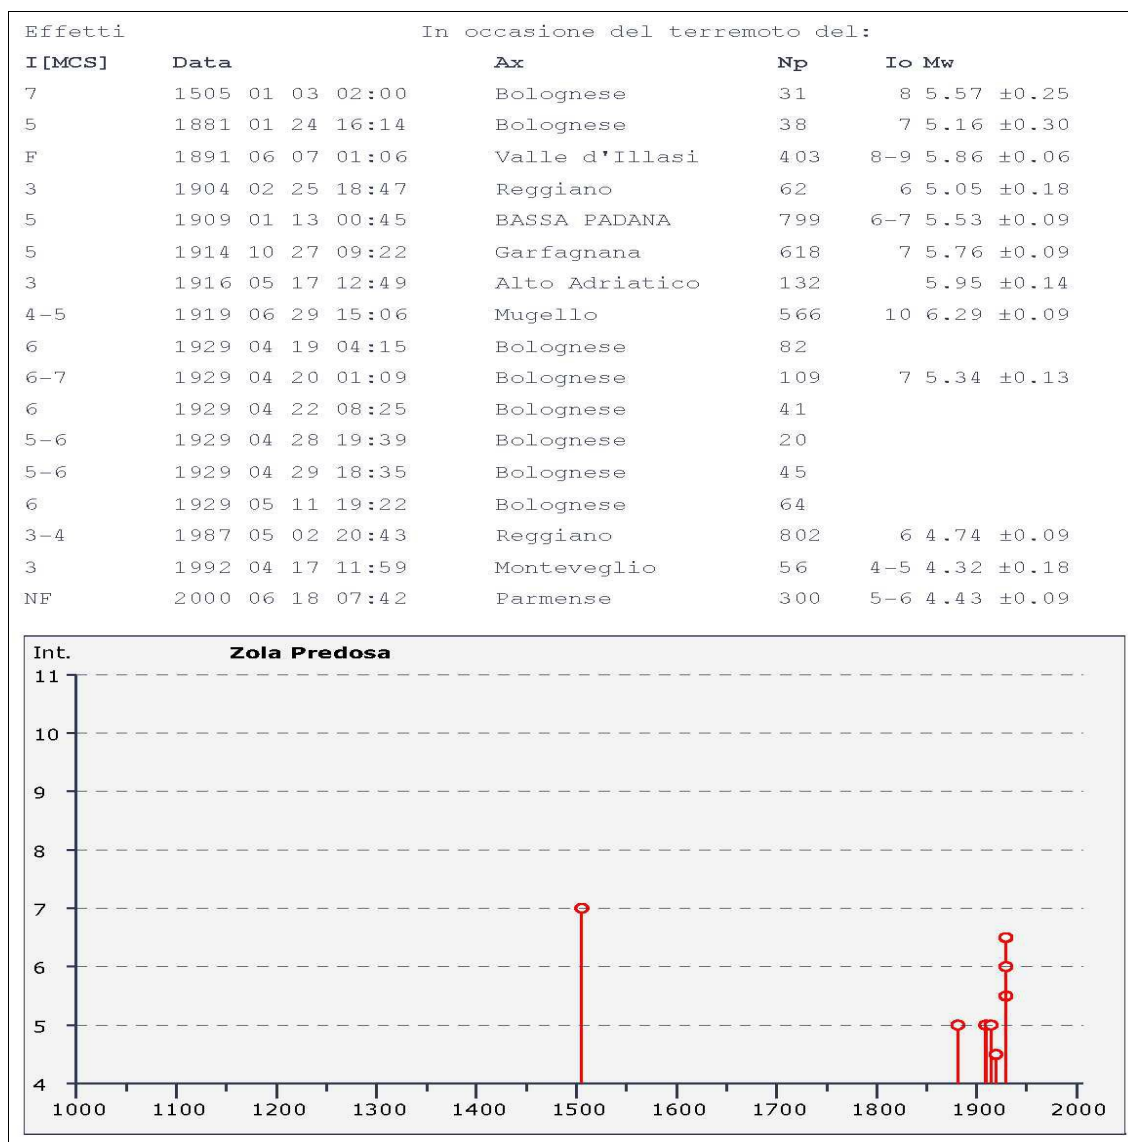 Effetti In occasione del terremoto del:
I[MCS] Data Ax Np Io Mw
7 1505 01 03 02:00 Bolognese 31 8 5.57 ±0.25
5 1881 01 24 16:14 Bolognese 38 7 5.16 ±0.30
F 1891 06 07 01:06 Valle d'Illasi 403 8-9 5.86 ±0.06
3 1904 02 25 18:47 Reggiano 62 6 5.05 ±0.18
5 1909 01 13 00:45 BASSA PADANA 799 6-7 5.53 ±0.09
5 1914 10 27 09:22 Garfagnana 618 7 5.76 ±0.09
3 1916 05 17 12:49 Alto Adriatico 132 5.95 ±0.14
4-5 1919 06 29 15:06 Mugello 566 10 6.29 ±0.09
6 1929 04 19 04:15 Bolognese 82
6-7 1929 04 20 01:09 Bolognese 109 7 5.34 ±0.13
6 1929 04 22 08:25 Bolognese 41
5-6 1929 04 28 19:39 Bolognese 20
5-6 1929 04 29 18:35 Bolognese 45
6 1929 05 11 19:22 Bolognese 64
3-4 1987 05 02 20:43 Reggiano 802 6 4.74 ±0.09
3 1992 04 17 11:59 Monteveglio 56 4-5 4.32 ±0.18
NF 2000 06 18 07:42 Parmense 300 5-6 4.43 ±0.09
Int. Zola Predosa
11
10
9
8
7
6
5
4
1000 1100 1200 1300 1400 1500 1600 1700 1800 1900 2000